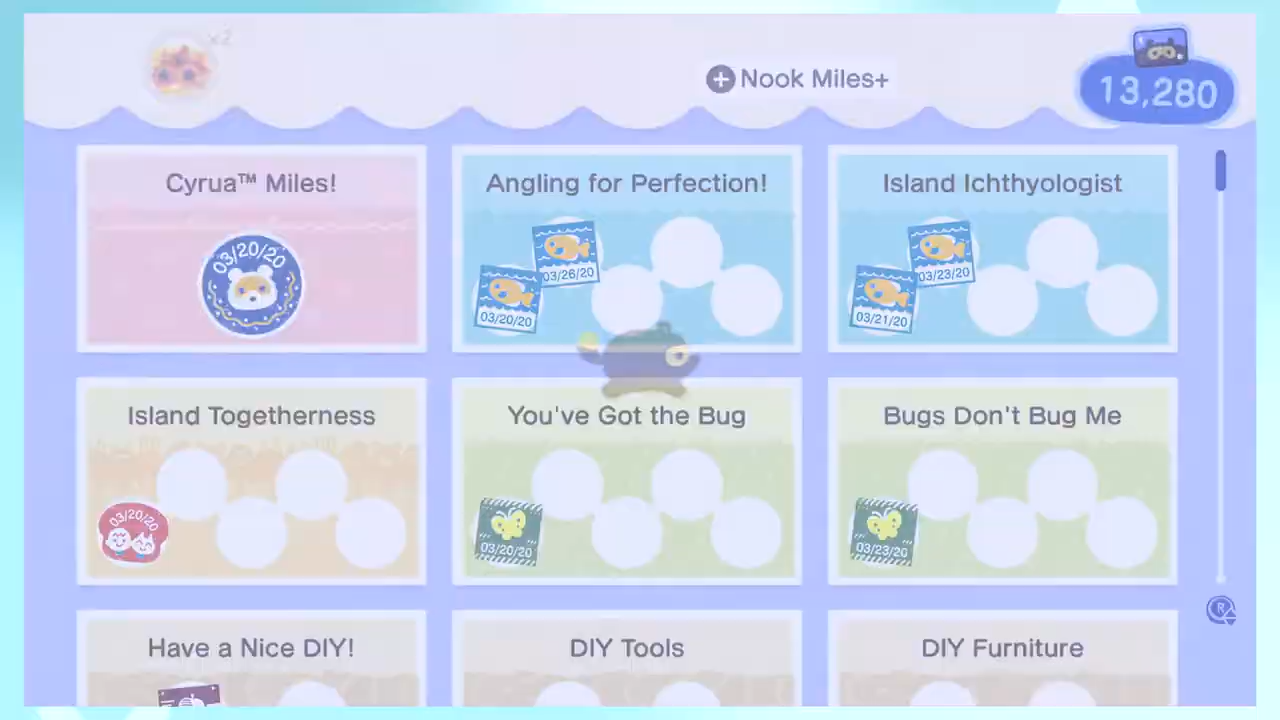 ×2
Nook Miles+
13,280
Cyrua™ Miles!
03/20/20
Angling for Perfection!
03/26/20
03/20/20
Island Ichthyologist
03/23/20
03/21/20
Island Togetherness
03/20/20
You've Got the Bug
03/20/20
Bugs Don't Bug Me
03/23/20
R
Have a Nice DIY!
DIY Tools
DIY Furniture